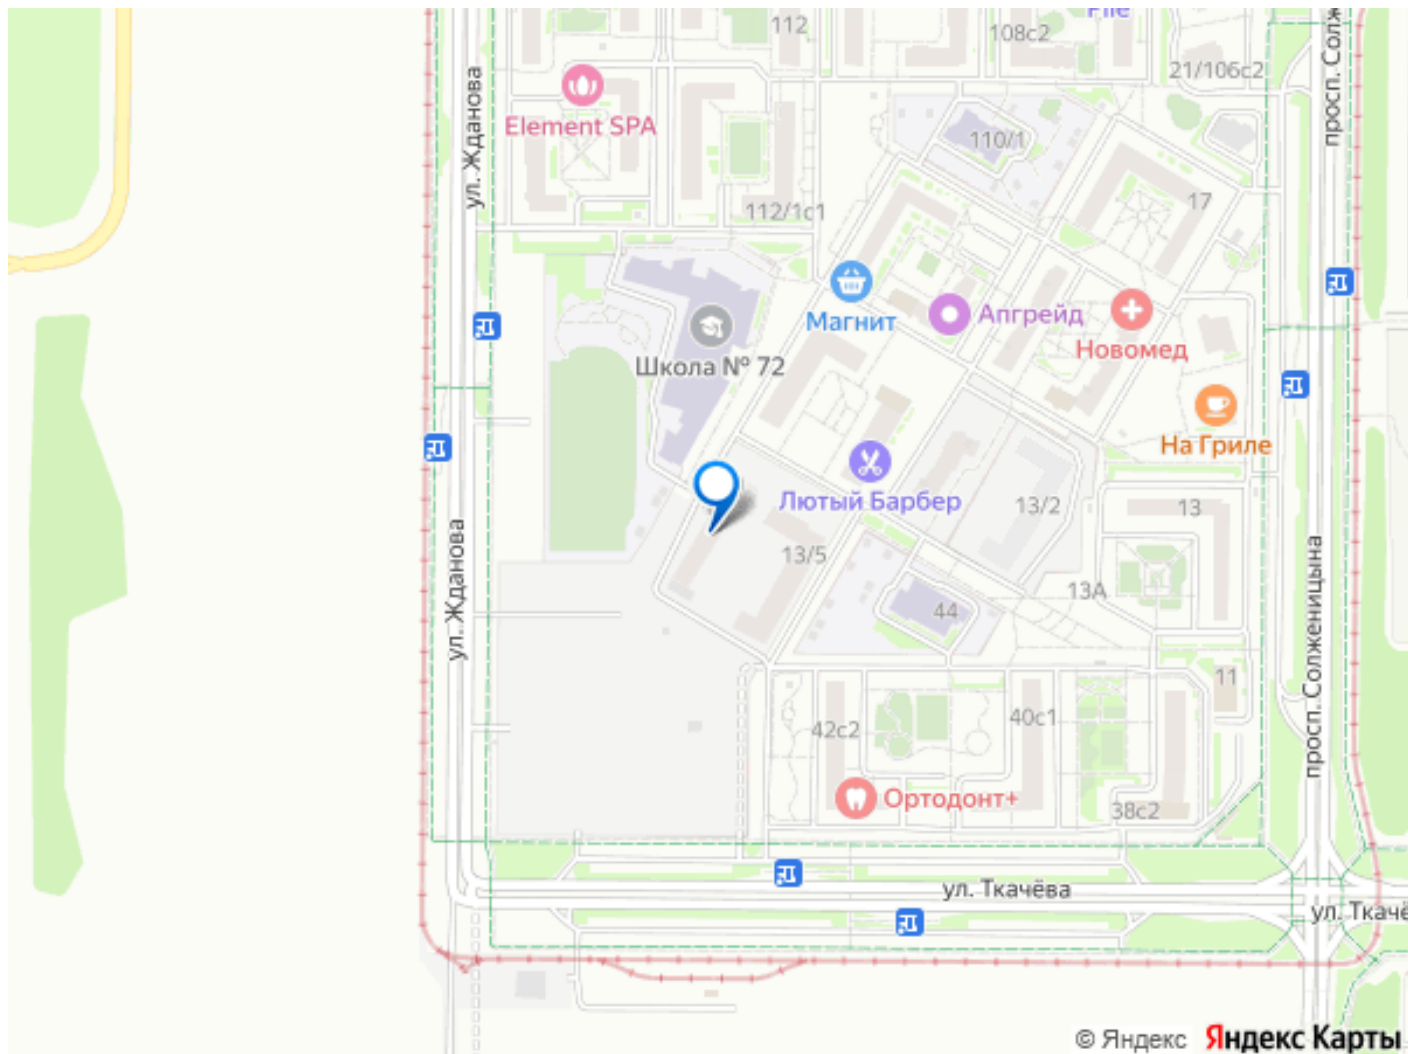 112
108с2
21/106с2
просп. Солж
ул. Жданова
Element SPA
110/1
112/1с1
17
Магнит
Апгрейд
Новомед
Школа № 72
На Гриле
Лютый Барбер
13/2
13
13/5
13А
44
ул. Жданова
просп. Солженицына
11
42с2
40с1
Ортодонт+
38с2
ул. Ткачёва
ул. Ткачё
© Яндекс Яндекс Карты